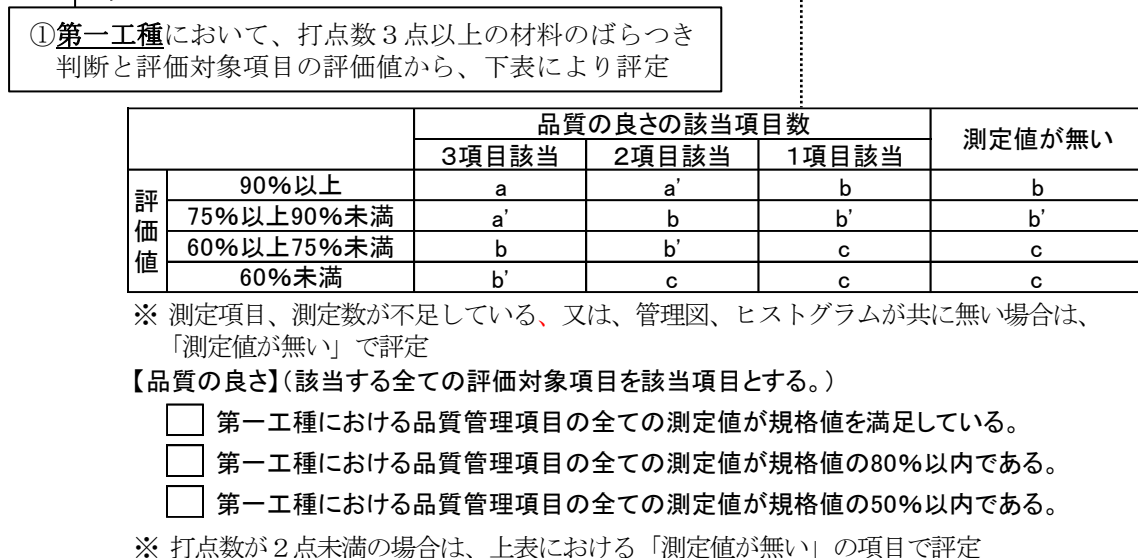 ①第一工種において、打点数３点以上の材料のばらつき
判断と評価対象項目の評価値から、下表により評定
品質の良さの該当項目数
測定値が無い
3項目該当 2項目該当 1項目該当
評価値
90%以上 a a' b b
75%以上90%未満 a' b b' b'
60%以上75%未満 b b' c c
60%未満 b' c c c
※ 測定項目、測定数が不足している、又は、管理図、ヒストグラムが共に無い場合は、
「測定値が無い」で評定
【品質の良さ】(該当する全ての評価対象項目を該当項目とする。)
第一工種における品質管理項目の全ての測定値が規格値を満足している。
第一工種における品質管理項目の全ての測定値が規格値の80%以内である。
第一工種における品質管理項目の全ての測定値が規格値の50%以内である。
※ 打点数が２点未満の場合は、上表における「測定値が無い」の項目で評定